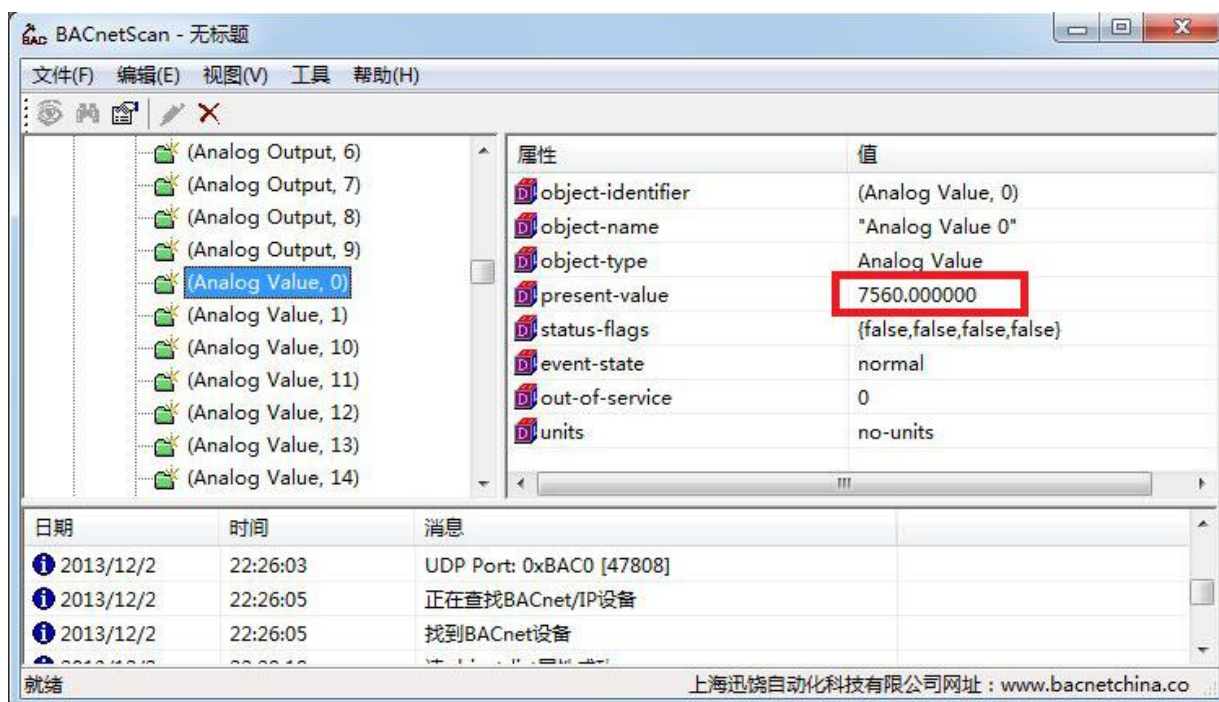 BACnetScan - 无标题
文件(F) 编辑(E) 视图(V) 工具 帮助(H)
(Analog Output, 6)
(Analog Output, 7)
(Analog Output, 8)
(Analog Output, 9)
(Analog Value, 0)
(Analog Value, 1)
(Analog Value, 10)
(Analog Value, 11)
(Analog Value, 12)
(Analog Value, 13)
(Analog Value, 14)
属性 值
object-identifier (Analog Value, 0)
object-name "Analog Value 0"
object-type Analog Value
present-value 7560.000000
status-flags {false,false,false,false}
event-state normal
out-of-service 0
units no-units
日期 时间 消息
2013/12/2 22:26:03 UDP Port: 0xBAC0 [47808]
2013/12/2 22:26:05 正在查找BACnet/IP设备
2013/12/2 22:26:05 找到BACnet设备
就绪 上海迅饶自动化科技有限公司网址：www.bacnetchina.co